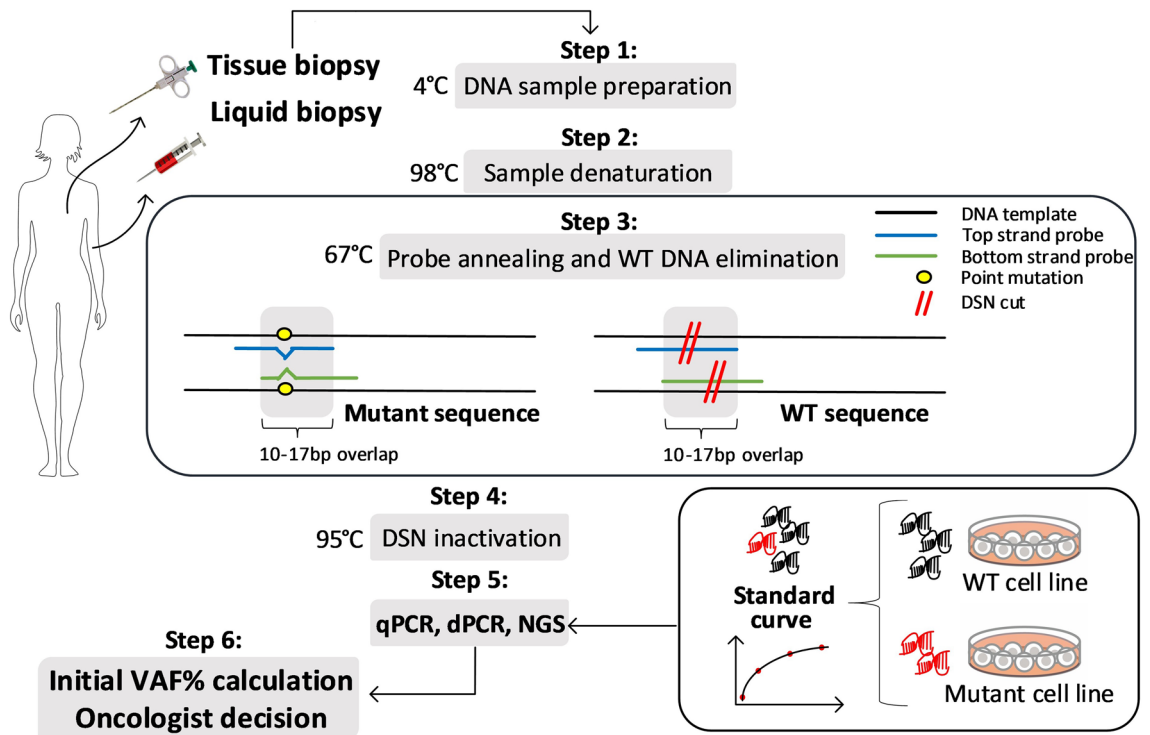 Tissue biopsy
Liquid biopsy
Step 1:
4°C DNA sample preparation
Step 2:
98°C Sample denaturation
Step 3:
67°C Probe annealing and WT DNA elimination
DNA template
Top strand probe
Bottom strand probe
Point mutation
DSN cut
Mutant sequence
10-17bp overlap
WT sequence
10-17bp overlap
Step 4:
95°C DSN inactivation
Step 5:
qPCR, dPCR, NGS
Step 6:
Initial VAF% calculation
Oncologist decision
Standard
curve
WT cell line
Mutant cell line